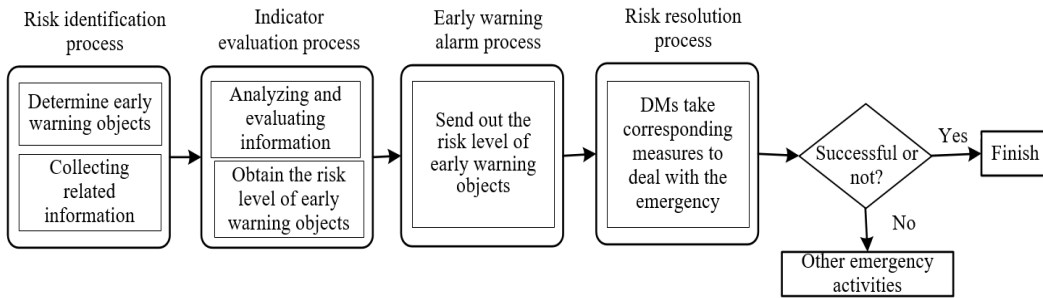 Risk identification
process
Indicator
evaluation process
Early warning
alarm process
Risk resolution
process
Determine early
warning objects
Collecting
related
information
Analyzing and
evaluating
information
Obtain the risk
level of early
warning objects
Send out the
risk level of
early warning
objects
DMs take
corresponding
measures to
deal with the
emergency
Successful or
not?
Yes
Finish
No
Other emergency
activities